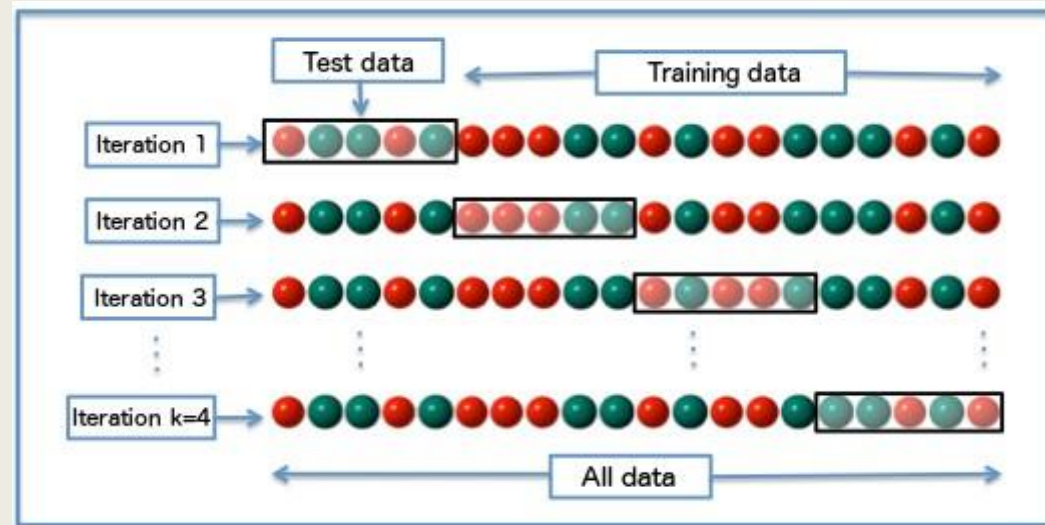 Test data
Training data
Iteration 1
Iteration 2
Iteration 3
Iteration k=4
All data